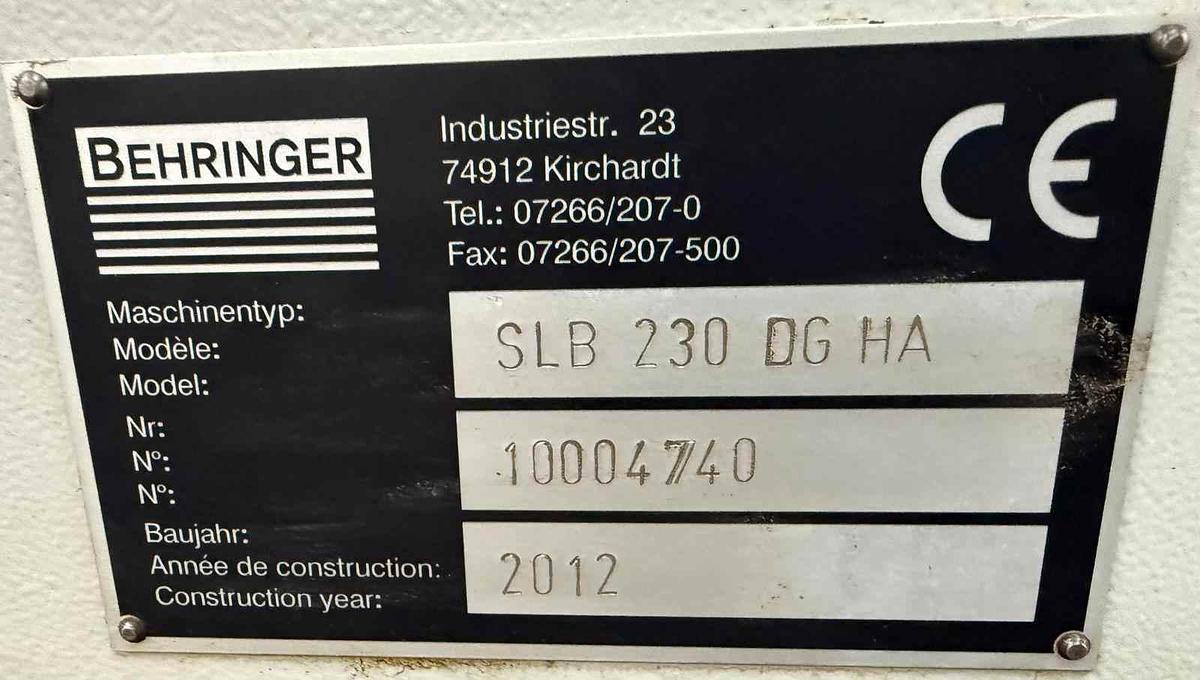 BEHRINGER
Industriestr. 23
74912 Kirchardt
Tel.: 07266/207-0
Fax: 07266/207-500
CE
Maschinentyp:
Modèle:
Model:
SLB 230 DG HA
Nr:
N°:
N°:
10004740
Baujahr:
Année de construction:
Construction year:
2012